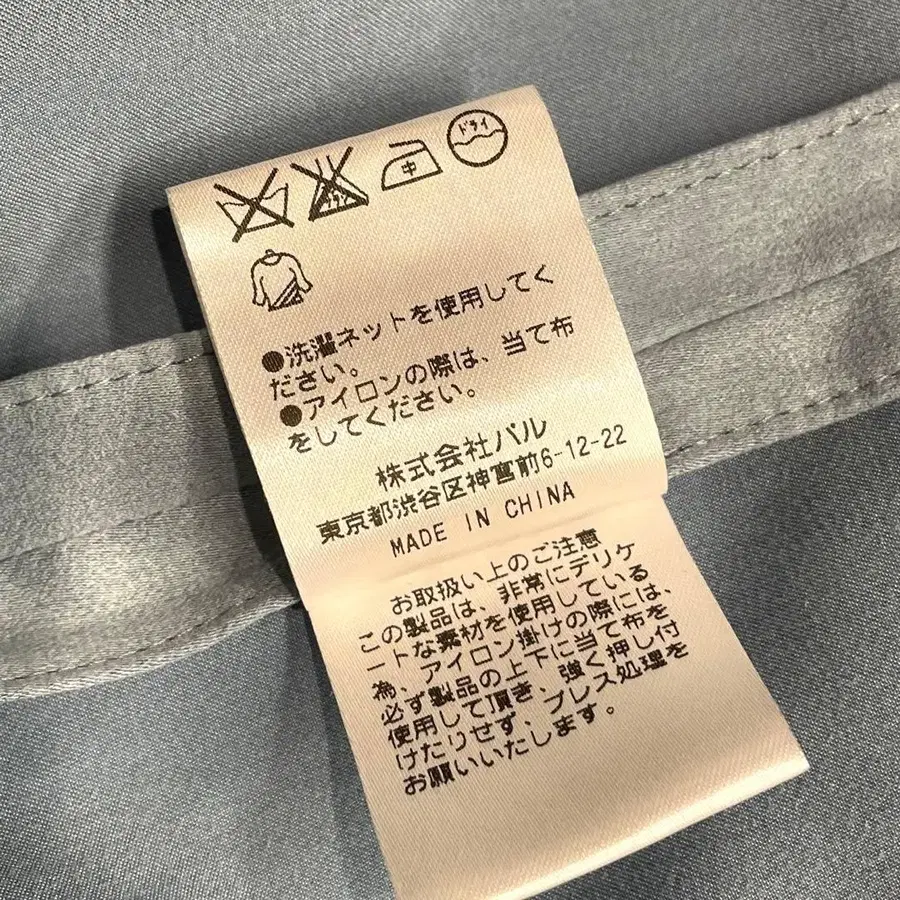 ドライ
中
エンソ
●洗濯ネットを使用してく
ださい。
●アイロンの際は、当て布
をしてください。
株式会社パル
東京都渋谷区神宮前6-12-22
MADE IN CHINA
お取扱い上のご注意
この製品は、非常にデリケ
ートな素材を使用している
為、アイロン掛けの際には、
必ず製品の上下に当て布を
使用して頂き、強く押し付
けたりせず、プレス処理を
お願いいたします。